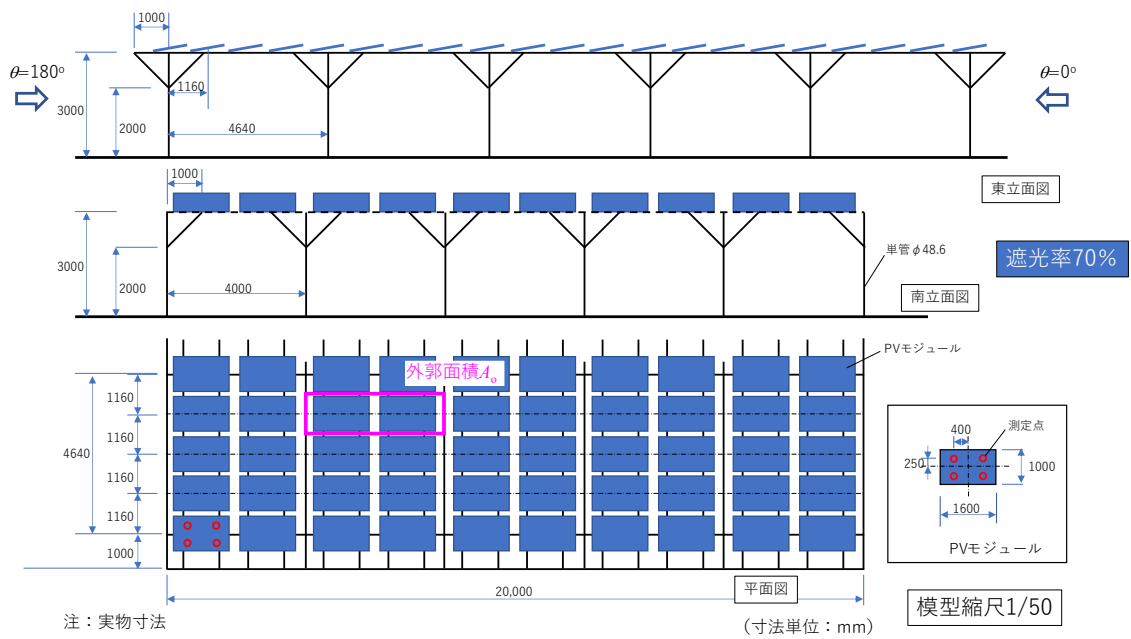 1000
θ=180°
θ=0°
1160
3000
2000
4640
東立面図
1000
単管φ48.6
遮光率70%
3000
2000
4000
南立面図
PVモジュール
外郭面積Ao
1160
1160
4640
1160
1160
1000
400
測定点
250
1000
1600
PVモジュール
20,000
平面図
模型縮尺1/50
注：実物寸法
（寸法単位：mm）